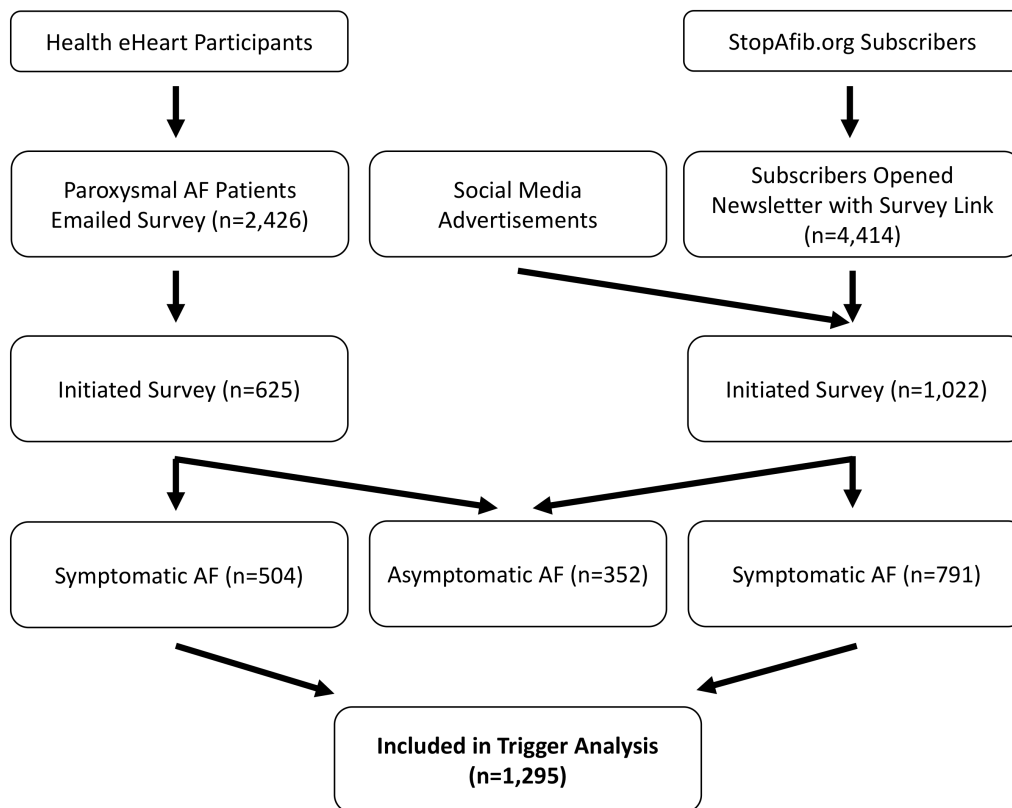 Health eHeart Participants
StopAfib.org Subscribers
Paroxysmal AF Patients
Emailed Survey (n=2,426)
Social Media
Advertisements
Subscribers Opened
Newsletter with Survey Link
(n=4,414)
Initiated Survey (n=625)
Initiated Survey (n=1,022)
Symptomatic AF (n=504)
Asymptomatic AF (n=352)
Symptomatic AF (n=791)
Included in Trigger Analysis
(n=1,295)